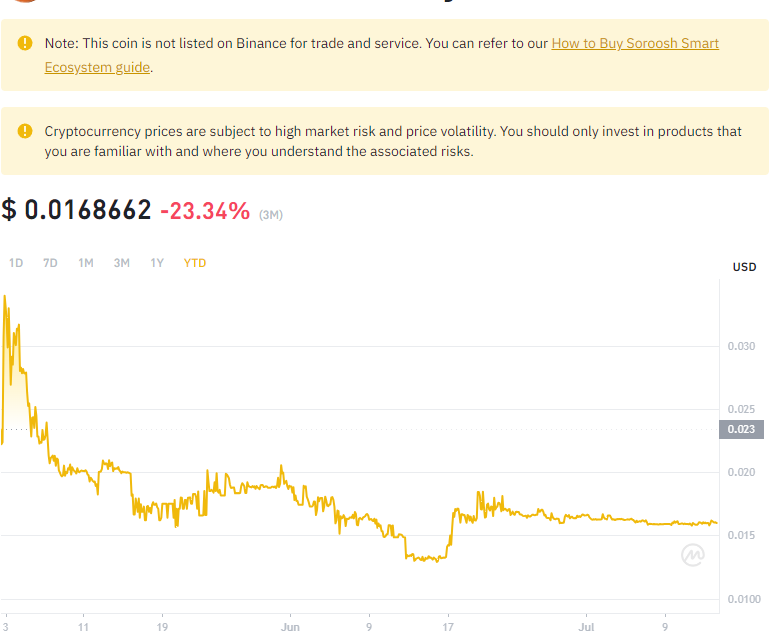 Note: This coin is not listed on Binance for trade and service. You can refer to our How to Buy Soroosh Smart
Ecosystem guide.
Cryptocurrency prices are subject to high market risk and price volatility. You should only invest in products that
you are familiar with and where you understand the associated risks.
$ 0.0168662 -23.34% (3M)
1D 7D 1M 3M 1Y YTD
USD
0.030
0.025
0.023
0.020
0.015
0.0100
3 11 19 Jun 9 17 Jul 9